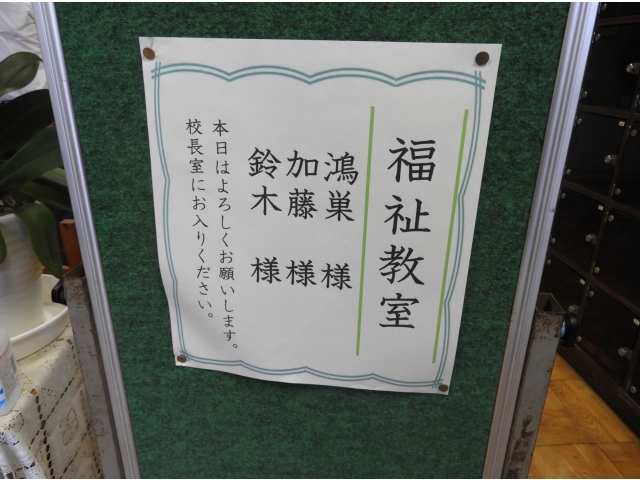 福祉教室
鴻巣 様
加藤 様
鈴木 様
本日はよろしくお願いします。
校長室にお入りください。